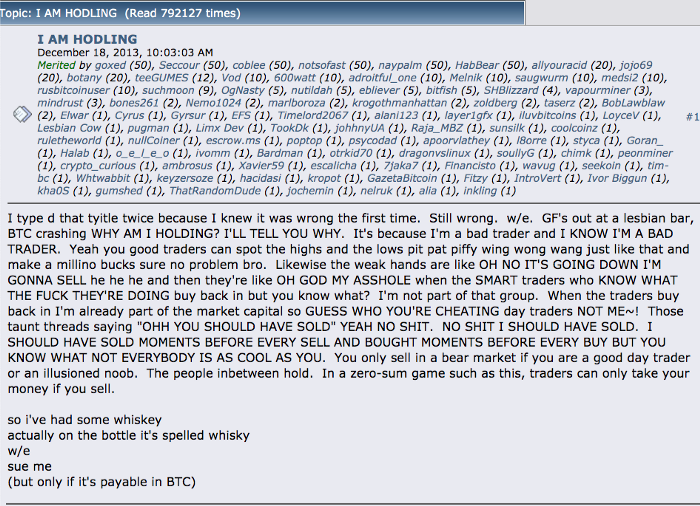 Topic: I AM HODLING (Read 792127 times)
I AM HODLING
December 18, 2013, 10:03:03 AM
Merited by goxed (50), Seccour (50), coblee (50), notsofast (50), naypalm (50), HabBear (50), allyouracid (20), jojo69
(20), botany (20), teeGUMES (12), Vod (10), 600watt (10), adroitful_one (10), Melnik (10), saugwurm (10), medsi2 (10),
rusbitcoinuser (10), suchmoon (9), OgNasty (5), nutildah (5), ebliever (5), bitfish (5), SHBlizzard (4), vapourminer (3),
mindrust (3), bones261 (2), Nemo1024 (2), marlboroza (2), krogothmanhattan (2), zoldberg (2), taserz (2), BobLawblaw
(2), Elwar (1), Cyrus (1), Gyrsur (1), EFS (1), Timelord2067 (1), alani123 (1), layer1gfx (1), iluvbitcoins (1), LoyceV (1),
#1
Lesbian Cow (1), pugman (1), Limx Dev (1), TookDk (1), johhnyUA (1), Raja_MBZ (1), sunsilk (1), coolcoinz (1),
ruletheworld (1), nullCoiner (1), escrow.ms (1), poptop (1), psycodad (1), apoorvlathey (1), l8orre (1), styca (1), Goran_
(1), Halab (1), o_e_l_e_o (1), ivomm (1), Bardman (1), otrkid70 (1), dragonvslinux (1), soullyG (1), chimk (1), peonminer
(1), crypto_curious (1), ambrosus (1), Xavier59 (1), escalicha (1), 7jaka7 (1), FInancisto (1), wavug (1), seekoin (1), tim-
bc (1), Whtwabbit (1), keyzersoze (1), hacidasi (1), kropot (1), GazetaBitcoin (1), Fitzy (1), IntroVert (1), Ivor Biggun (1),
kha0S (1), gumshed (1), ThatRandomDude (1), jochemin (1), nelruk (1), alia (1), inkling (1)
I type d that tyitle twice because I knew it was wrong the first time.  Still wrong.  w/e.  GF's out at a lesbian bar,
BTC crashing WHY AM I HOLDING? I'LL TELL YOU WHY.  It's because I'm a bad trader and I KNOW I'M A BAD
TRADER.  Yeah you good traders can spot the highs and the lows pit pat piffy wing wong wang just like that and
make a millino bucks sure no problem bro.  Likewise the weak hands are like OH NO IT'S GOING DOWN I'M
GONNA SELL he he he and then they're like OH GOD MY ASSHOLE when the SMART traders who KNOW WHAT
THE FUCK THEY'RE DOING buy back in but you know what?  I'm not part of that group.  When the traders buy
back in I'm already part of the market capital so GUESS WHO YOU'RE CHEATING day traders NOT ME~!  Those
taunt threads saying "OHH YOU SHOULD HAVE SOLD" YEAH NO SHIT.  NO SHIT I SHOULD HAVE SOLD.  I
SHOULD HAVE SOLD MOMENTS BEFORE EVERY SELL AND BOUGHT MOMENTS BEFORE EVERY BUY BUT YOU
KNOW WHAT NOT EVERYBODY IS AS COOL AS YOU.  You only sell in a bear market if you are a good day trader
or an illusioned noob.  The people inbetween hold.  In a zero-sum game such as this, traders can only take your
money if you sell.
so i've had some whiskey
actually on the bottle it's spelled whisky
w/e
sue me
(but only if it's payable in BTC)